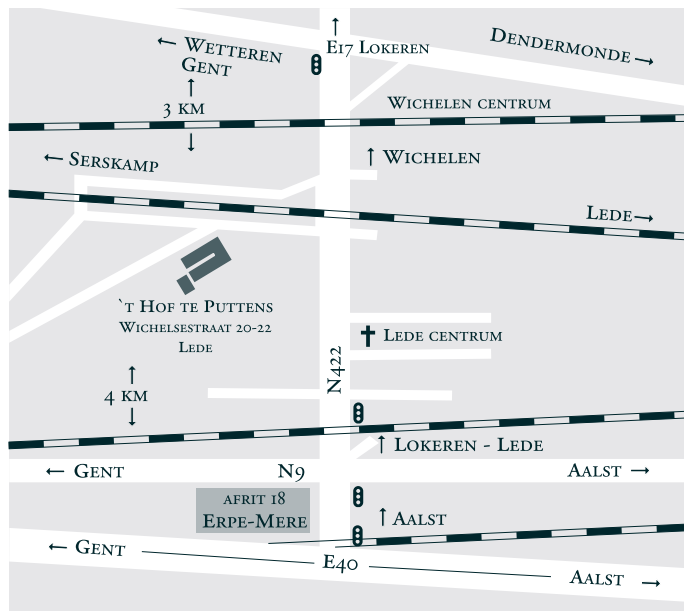 ↑
E17 Lokeren
← Wetteren
Gent
Dendermonde →
↑
3 km
↓
Wichelen centrum
← Serskamp
↑ Wichelen
Lede →
`t Hof te Puttens
Wichelsestraat 20-22
Lede
✝ Lede centrum
N422
↑
4 km
↓
↑ Lokeren - Lede
← Gent
N9
Aalst →
afrit 18
Erpe-Mere
↑ Aalst
← Gent
E40
Aalst →